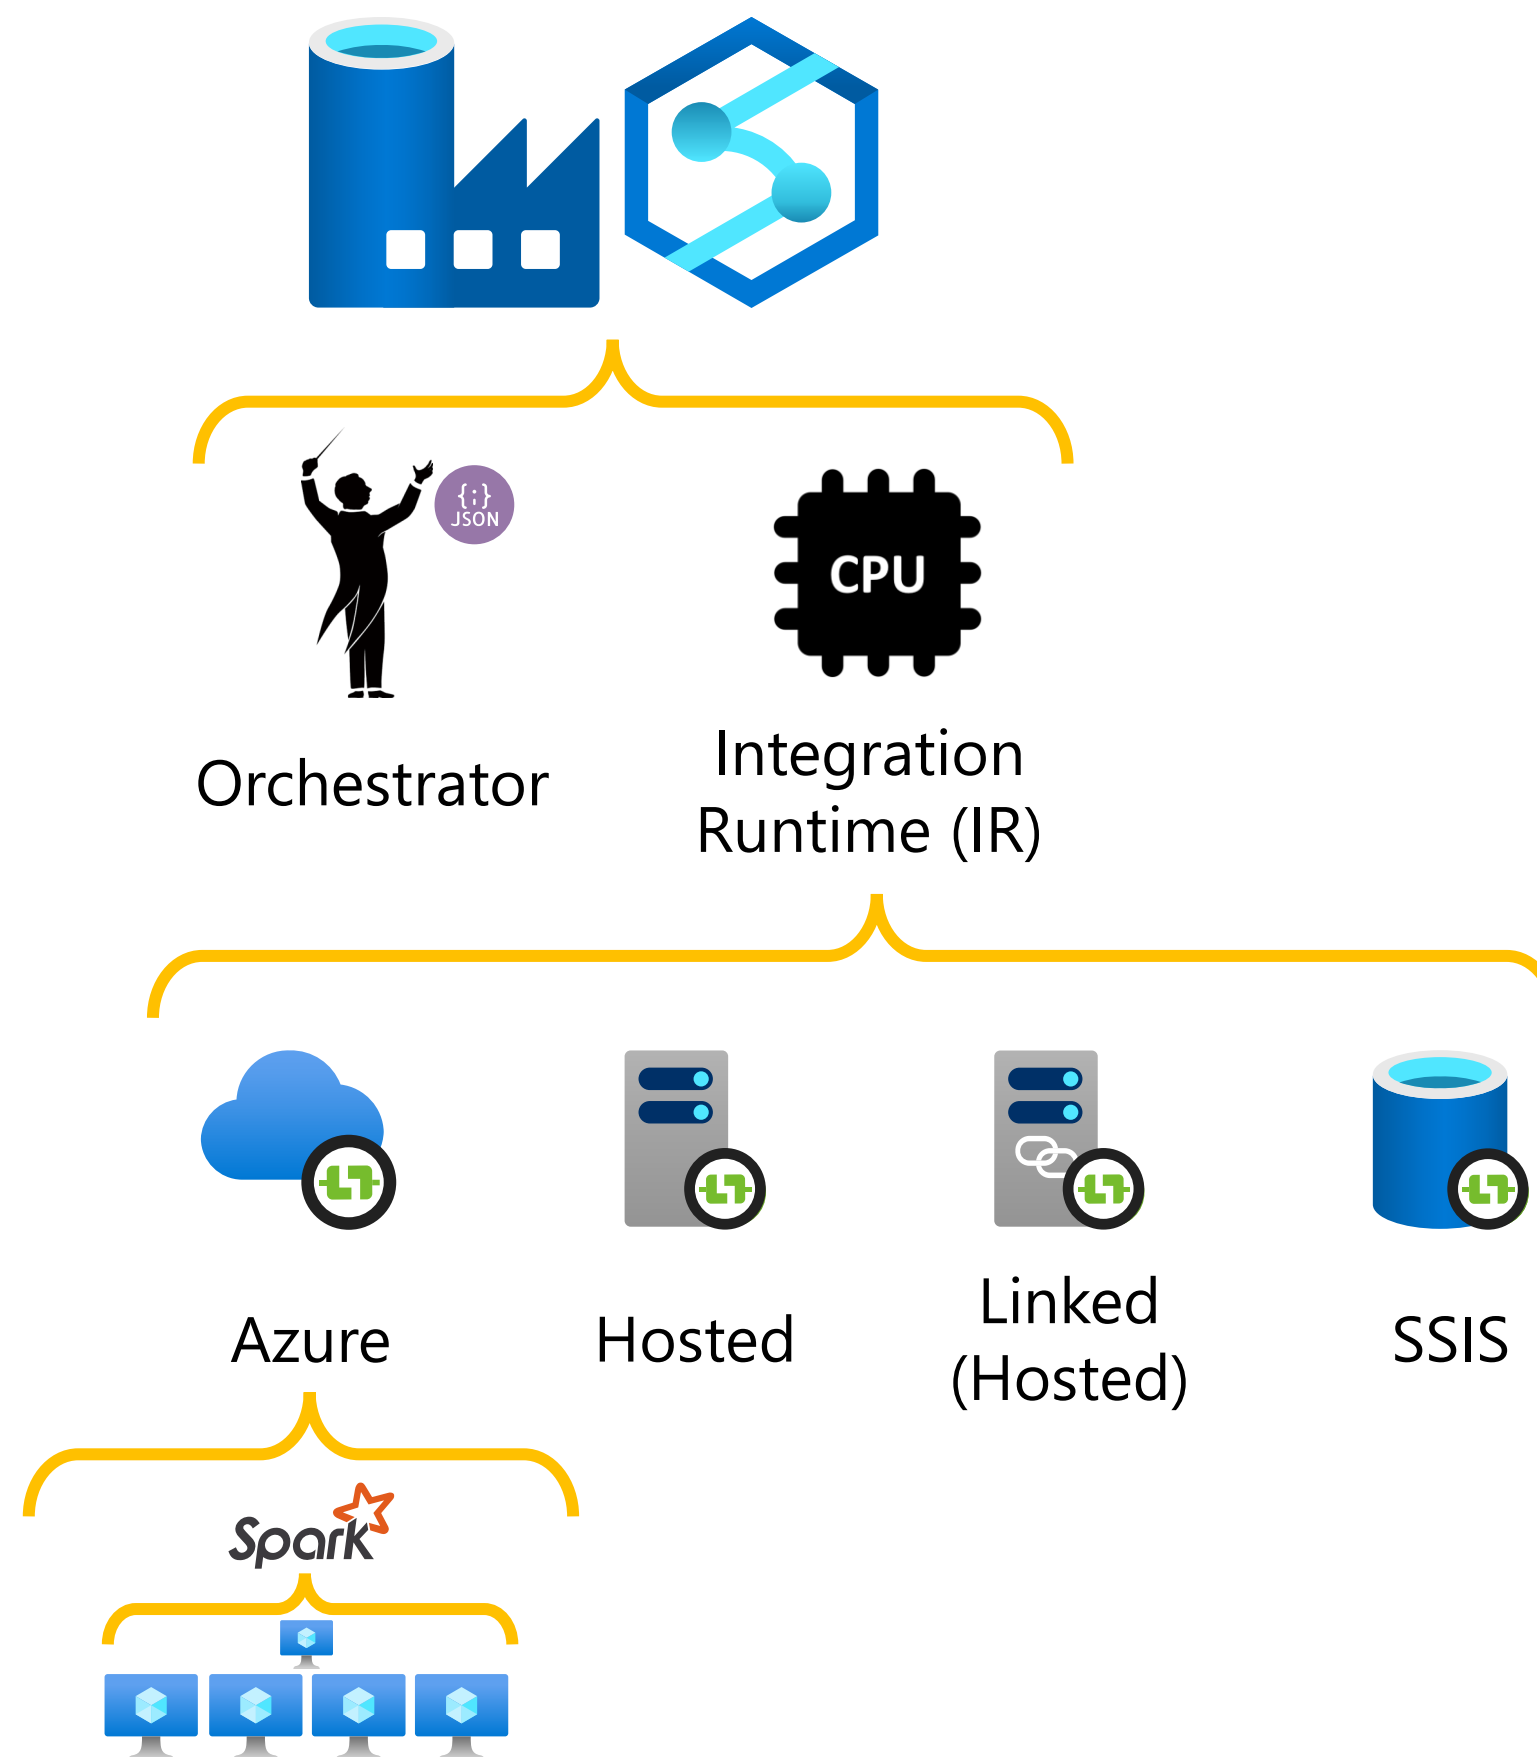 {;}
JSON
CPU
Orchestrator
Integration
Runtime (IR)
Azure
Hosted
Linked
(Hosted)
SSIS
Spark